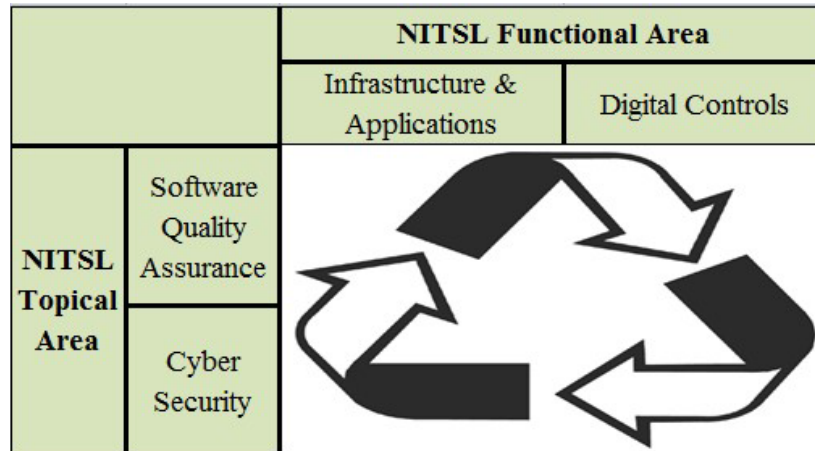 NITSL Functional Area
Infrastructure &
Applications
Digital Controls
NITSL
Topical
Area
Software
Quality
Assurance
Cyber
Security